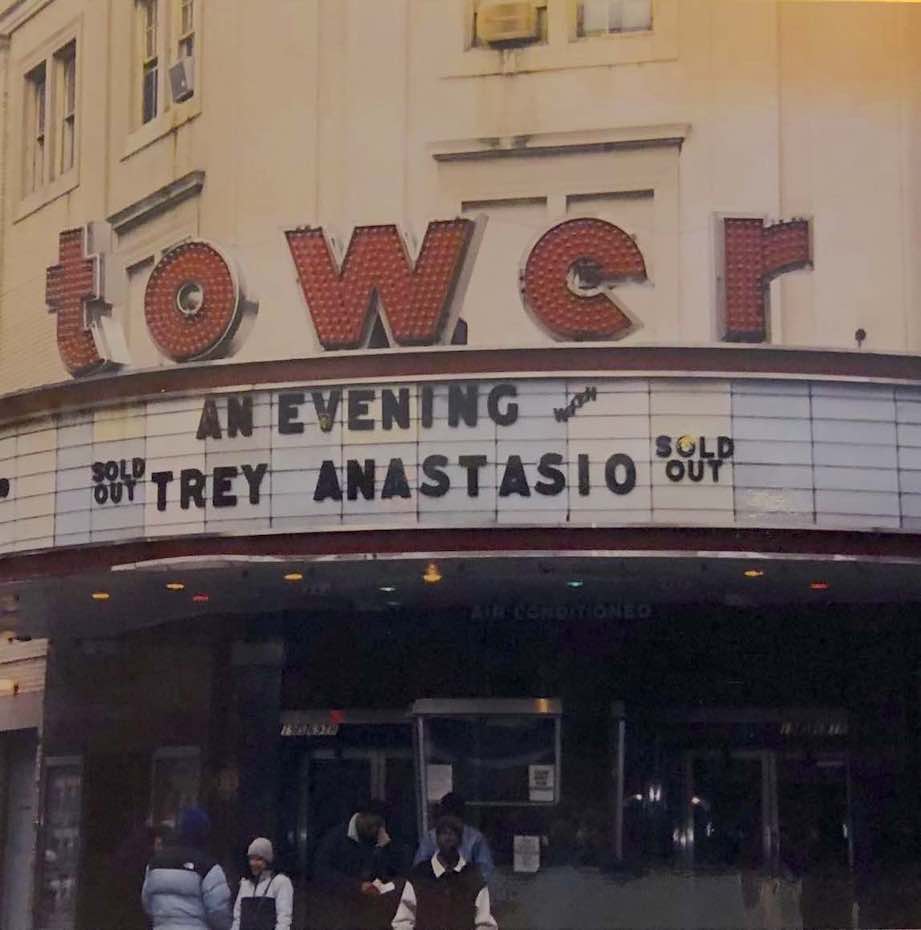 tower
AN EVENING WITH
SOLD OUT TREY ANASTASIO SOLD OUT
AIR CONDITIONED